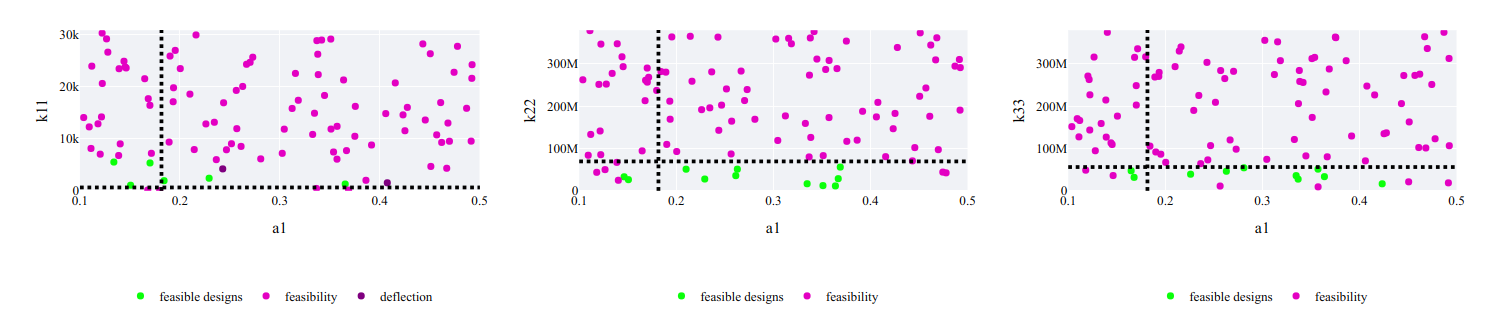 30k
20k
10k
0
k11
0.1 0.2 0.3 0.4 0.5
a1
feasible designs feasibility deflection
300M
200M
100M
0
k22
0.1 0.2 0.3 0.4 0.5
a1
feasible designs feasibility
300M
200M
100M
0
k33
0.1 0.2 0.3 0.4 0.5
a1
feasible designs feasibility